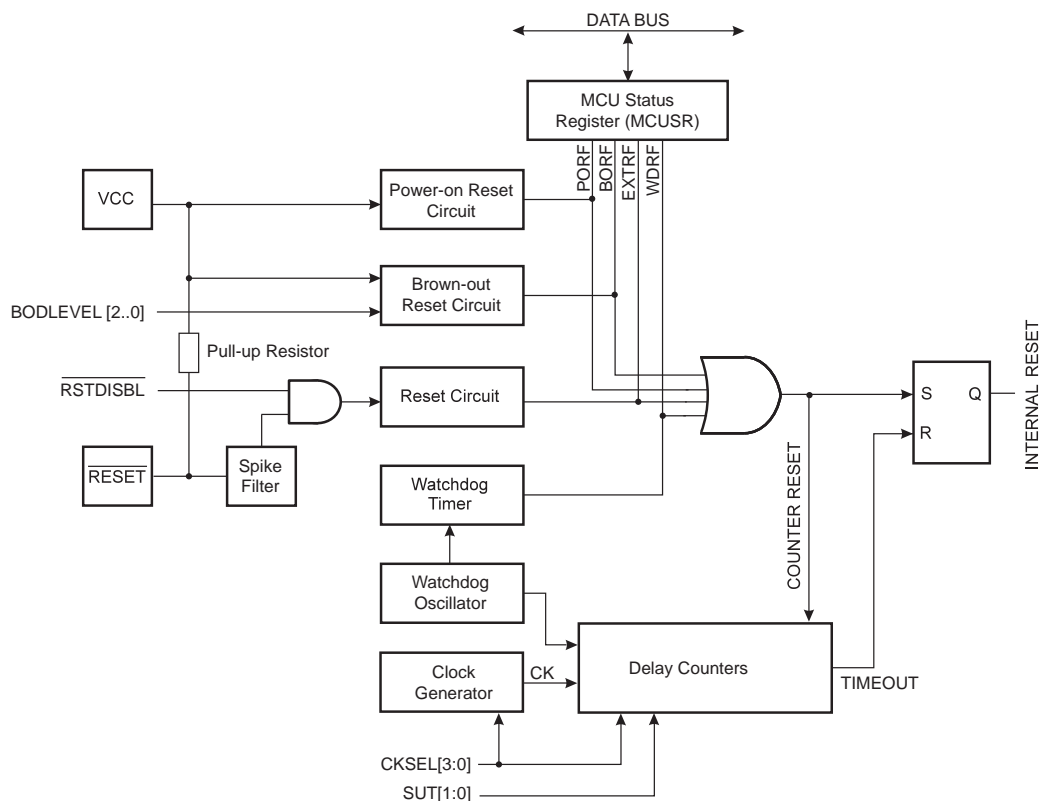 DATA BUS
MCU Status
Register (MCUSR)
PORF
BORF
EXTRF
WDRF
VCC
Power-on Reset
Circuit
Brown-out
Reset Circuit
BODLEVEL [2..0]
Pull-up Resistor
RSTDISBL
Reset Circuit
RESET
Spike
Filter
S
Q
R
INTERNAL RESET
Watchdog
Timer
COUNTER RESET
Watchdog
Oscillator
Clock
Generator
CK
Delay Counters
TIMEOUT
CKSEL[3:0]
SUT[1:0]